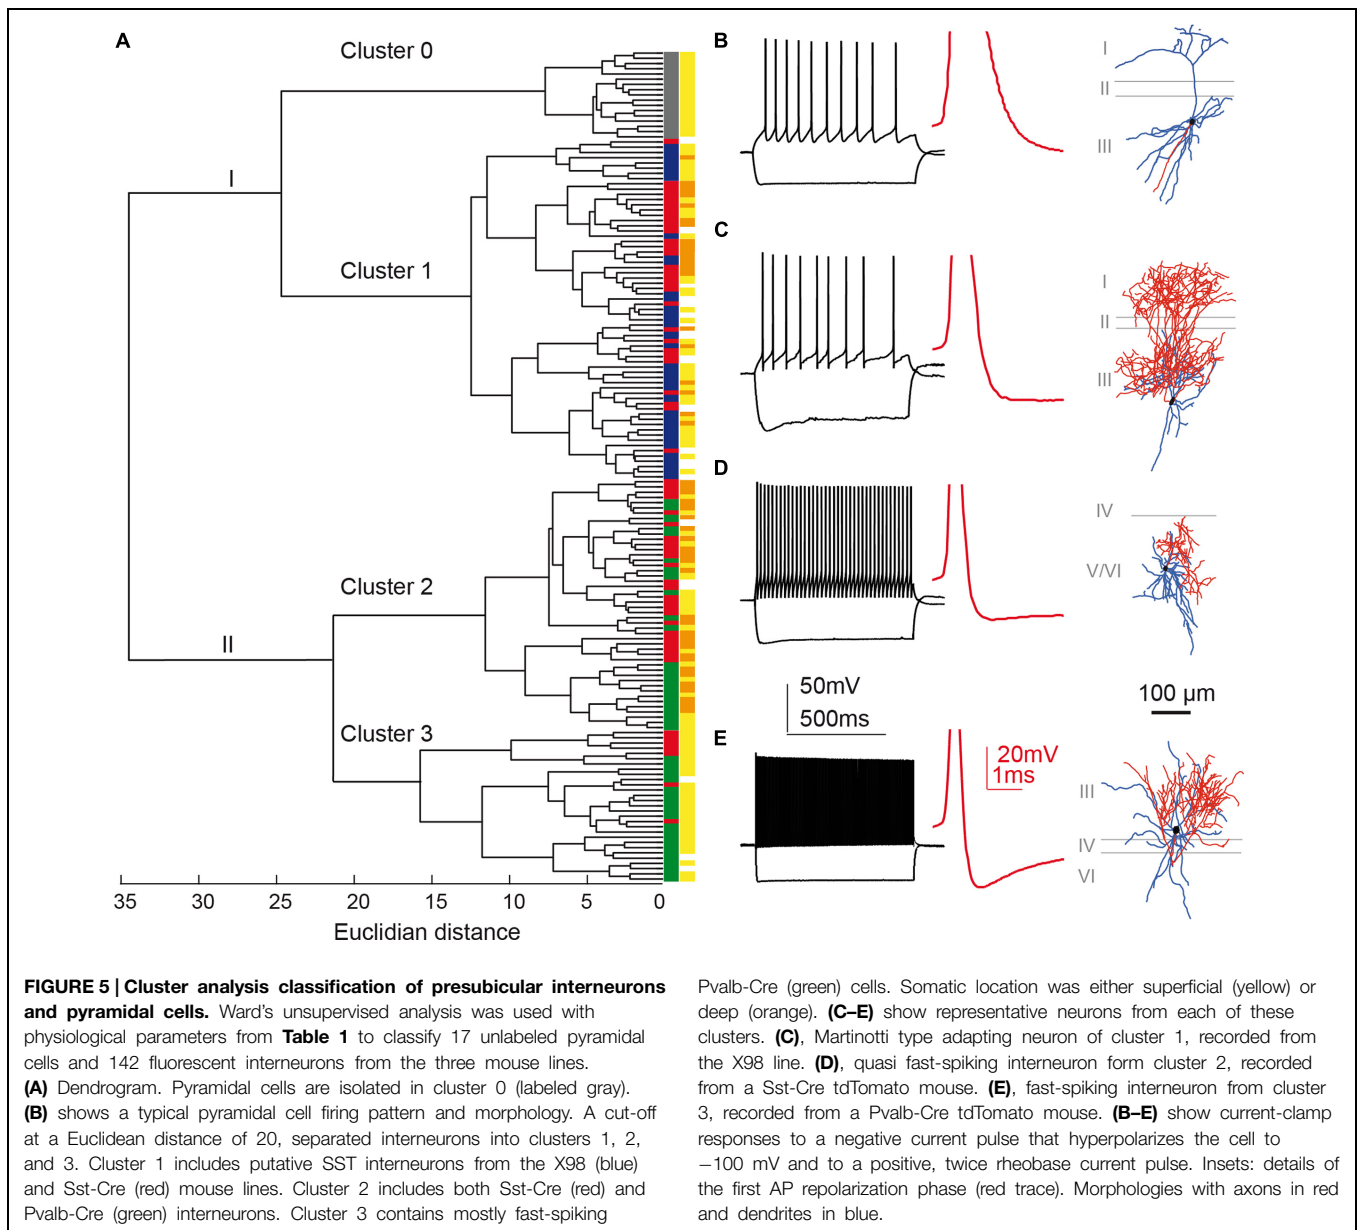 A
Cluster 0
I
Cluster 1
Cluster 2
II
Cluster 3
35 30 25 20 15 10 5 0
Euclidian distance
B
I
II
III
C
I
II
III
D
IV
V/VI
50mV
500ms
100 µm
E
20mV
1ms
III
IV
VI
FIGURE 5 | Cluster analysis classification of presubicular interneurons
and pyramidal cells. Ward's unsupervised analysis was used with
physiological parameters from Table 1 to classify 17 unlabeled pyramidal
cells and 142 fluorescent interneurons from the three mouse lines.
(A) Dendrogram. Pyramidal cells are isolated in cluster 0 (labeled gray).
(B) shows a typical pyramidal cell firing pattern and morphology. A cut-off
at a Euclidean distance of 20, separated interneurons into clusters 1, 2,
and 3. Cluster 1 includes putative SST interneurons from the X98 (blue)
and Sst-Cre (red) mouse lines. Cluster 2 includes both Sst-Cre (red) and
Pvalb-Cre (green) interneurons. Cluster 3 contains mostly fast-spiking
Pvalb-Cre (green) cells. Somatic location was either superficial (yellow) or
deep (orange). (C–E) show representative neurons from each of these
clusters. (C), Martinotti type adapting neuron of cluster 1, recorded from
the X98 line. (D), quasi fast-spiking interneuron form cluster 2, recorded
from a Sst-Cre tdTomato mouse. (E), fast-spiking interneuron from cluster
3, recorded from a Pvalb-Cre tdTomato mouse. (B–E) show current-clamp
responses to a negative current pulse that hyperpolarizes the cell to
−100 mV and to a positive, twice rheobase current pulse. Insets: details of
the first AP repolarization phase (red trace). Morphologies with axons in red
and dendrites in blue.